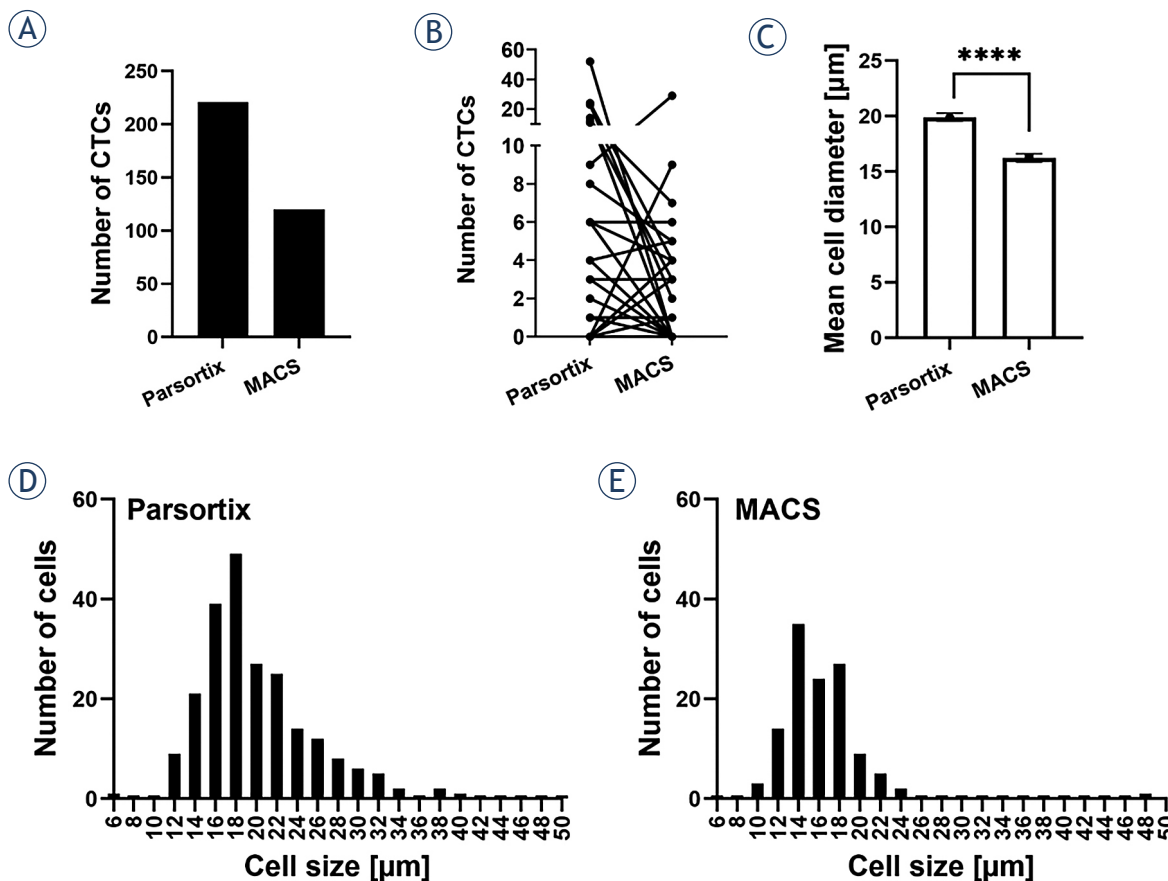 A
Number of CTCs
250
200
150
100
50
0
Parsortix
MACS
B
Number of CTCs
60
40
20
10
8
6
4
2
0
Parsortix
MACS
C
Mean cell diameter [µm]
25
20
15
10
5
0
****
Parsortix
MACS
D
Parsortix
Number of cells
60
40
20
0
6 8 10 12 14 16 18 20 22 24 26 28 30 32 34 36 38 40 42 44 46 48 50
Cell size [µm]
E
MACS
Number of cells
60
40
20
0
6 8 10 12 14 16 18 20 22 24 26 28 30 32 34 36 38 40 42 44 46 48 50
Cell size [µm]